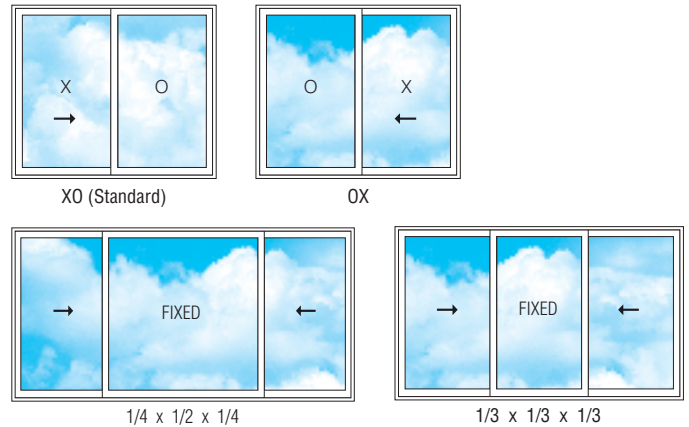 X O
O X
XO (Standard)
OX
FIXED
FIXED
1/4 x 1/2 x 1/4
1/3 x 1/3 x 1/3